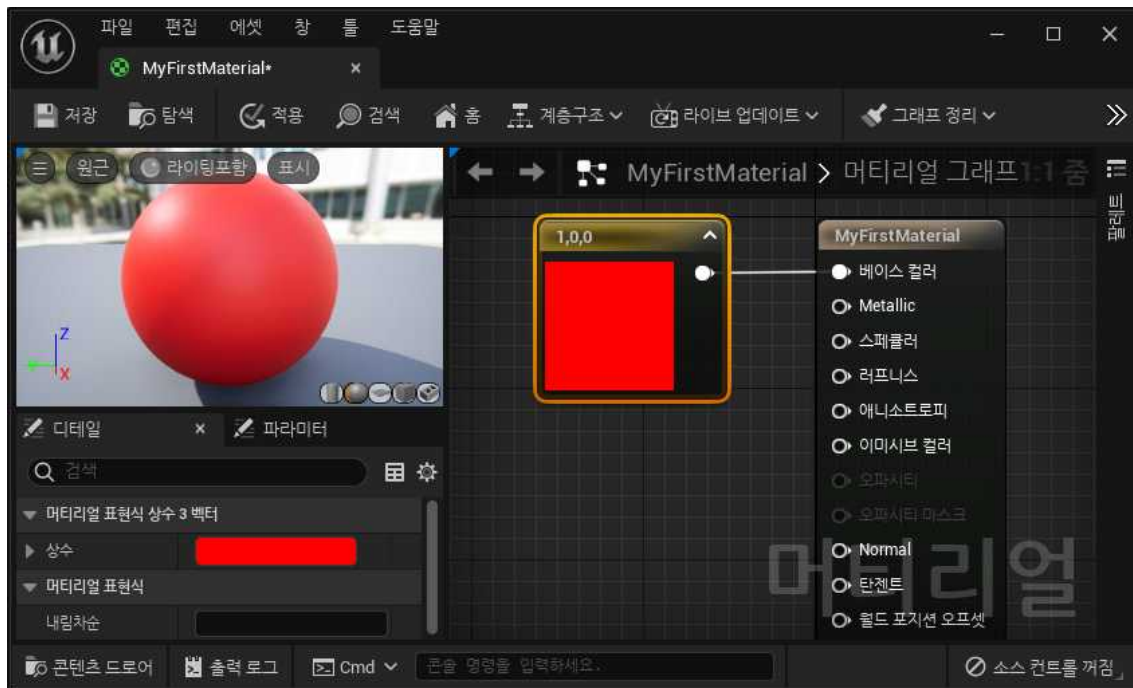 파일 편집 에셋 창 툴 도움말
MyFirstMaterial*
저장 탐색 적용 검색 홈 계층구조 라이브 업데이트 그래프 정리
원근 라이팅포함 표시
MyFirstMaterial > 머티리얼 그래프 1:1 줌
팔레트
1,0,0
MyFirstMaterial
베이스 컬러
Metallic
스페큘러
러프니스
애니소트로피
이미시브 컬러
오파시티
오파시티 마스크
Normal
탄젠트
월드 포지션 오프셋
머티리얼
Z
X
디테일 파라미터
검색
머티리얼 표현식 상수 3 벡터
상수
머티리얼 표현식
내림차순
콘텐츠 드로어 출력 로그 Cmd 콘솔 명령을 입력하세요. 소스 컨트롤 꺼짐